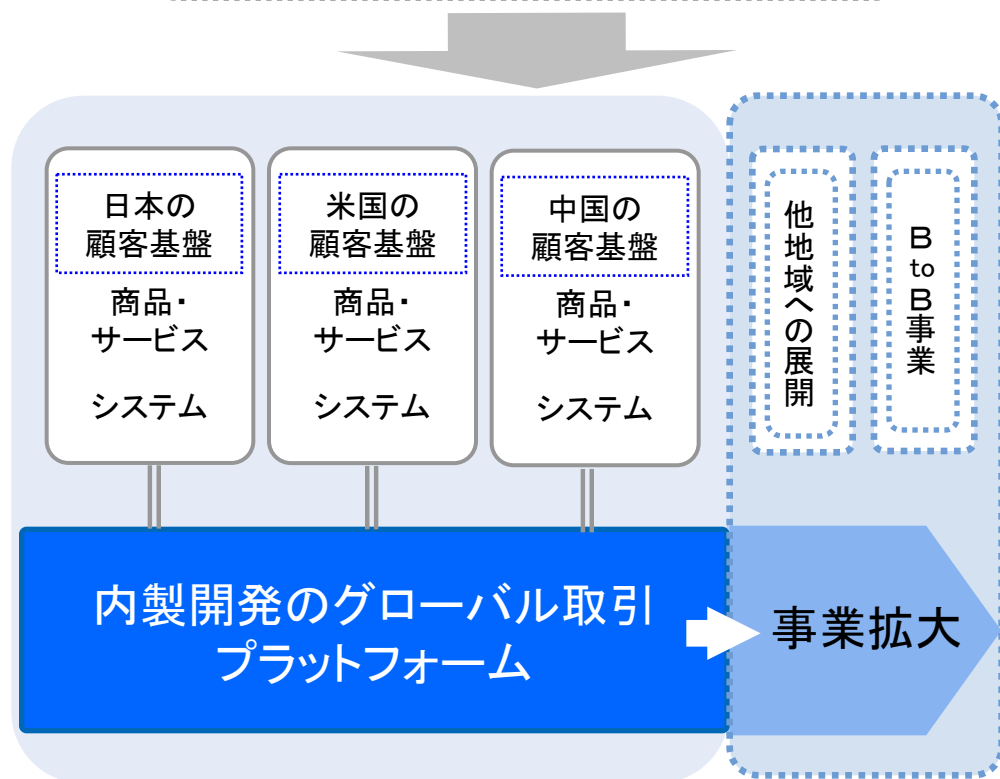 日本の
顧客基盤
商品・
サービス
システム
米国の
顧客基盤
商品・
サービス
システム
中国の
顧客基盤
商品・
サービス
システム
他地域への展開
BtoB事業
内製開発のグローバル取引
プラットフォーム
事業拡大